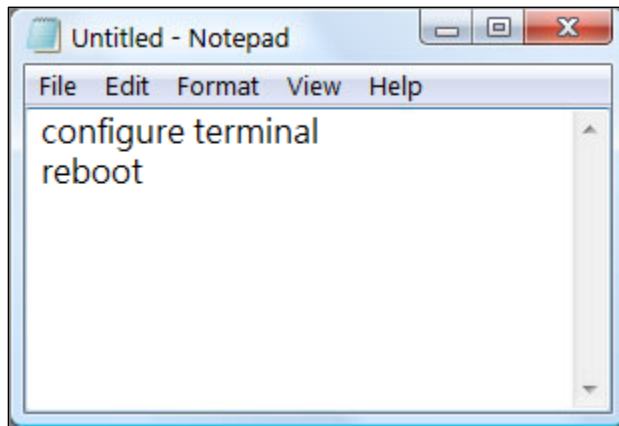 Untitled - Notepad
File Edit Format View Help
configure terminal
reboot